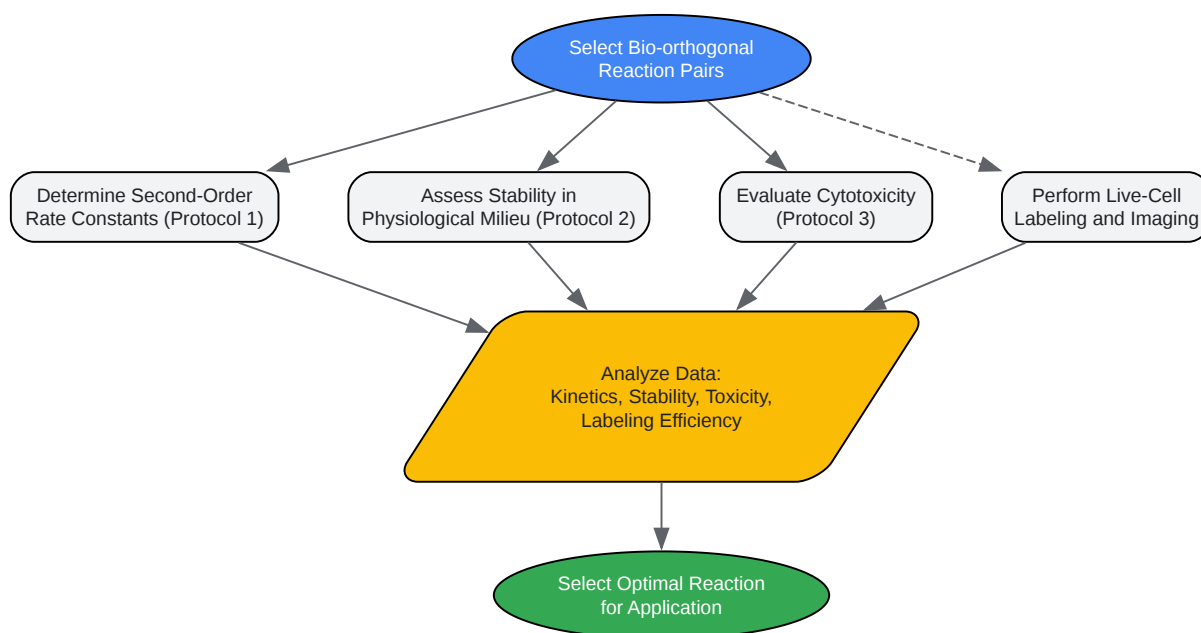 Select Bio-orthogonal
Reaction Pairs
Determine Second-Order
Rate Constants (Protocol 1)
Assess Stability in
Physiological Milieu (Protocol 2)
Evaluate Cytotoxicity
(Protocol 3)
Perform Live-Cell
Labeling and Imaging
Analyze Data:
Kinetics, Stability, Toxicity,
Labeling Efficiency
Select Optimal Reaction
for Application